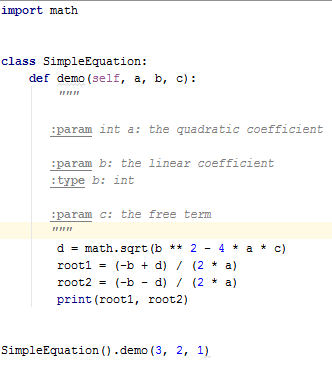 import math
class SimpleEquation:
def demo(self, a, b, c):
"""
:param int a: the quadratic coefficient
:param b: the linear coefficient
:type b: int
:param c: the free term
"""
d = math.sqrt(b ** 2 - 4 * a * c)
root1 = (-b + d) / (2 * a)
root2 = (-b - d) / (2 * a)
print(root1, root2)
SimpleEquation().demo(3, 2, 1)